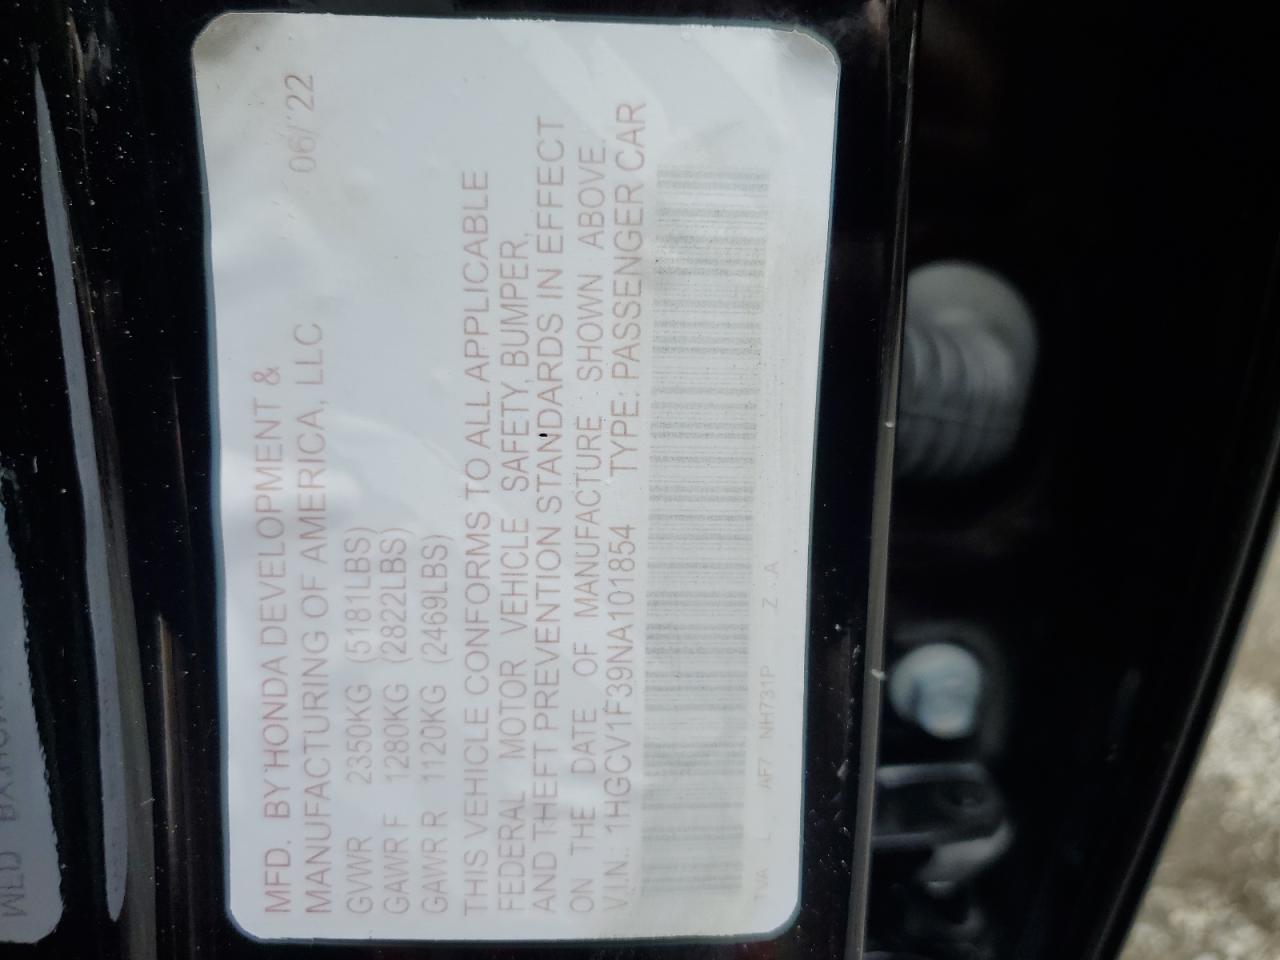 MFD. BY HONDA DEVELOPMENT &
MANUFACTURING OF AMERICA, LLC 06/ 22
GVWR 2350KG (5181LBS)
GAWR F 1280KG (2822LBS)
GAWR R 1120KG (2469LBS)
THIS VEHICLE CONFORMS TO ALL APPLICABLE
FEDERAL MOTOR VEHICLE SAFETY, BUMPER,
AND THEFT PREVENTION STANDARDS IN EFFECT
ON THE DATE OF MANUFACTURE SHOWN ABOVE.
V.I.N.: 1HGCV1F39NA101854 TYPE: PASSENGER CAR
TVA L AF7 NH731P Z .A